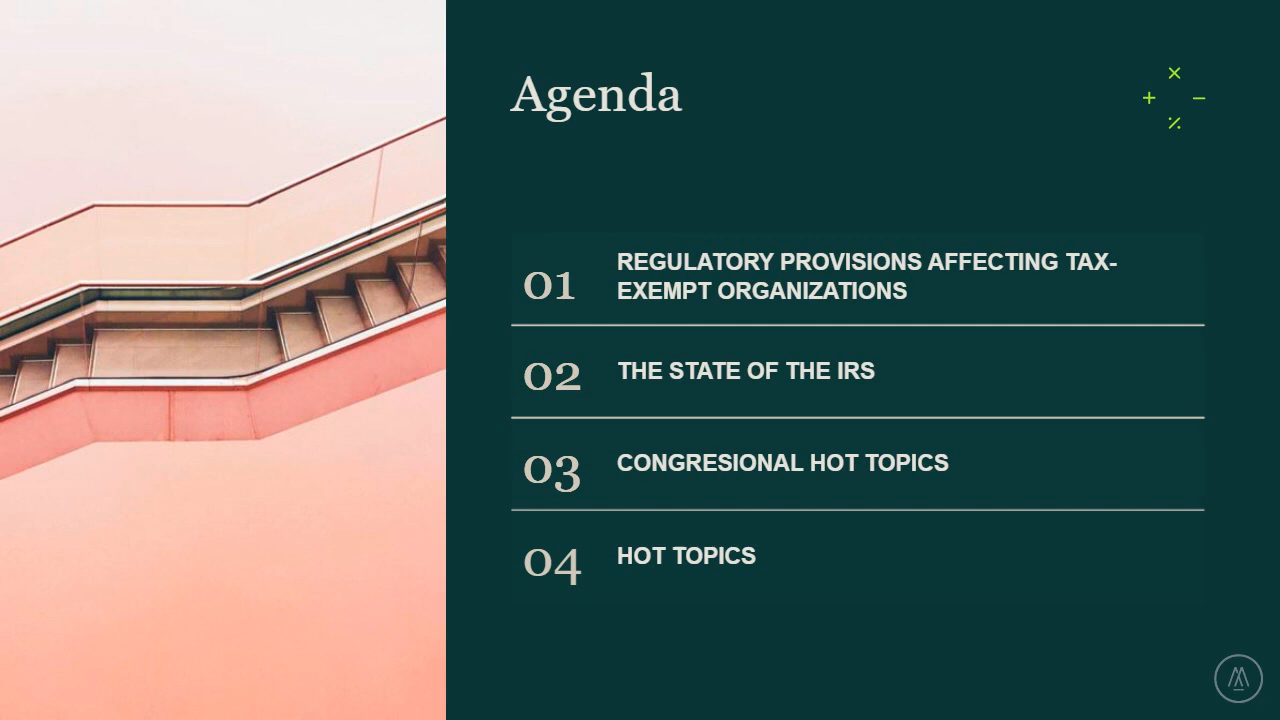 Agenda
01
REGULATORY PROVISIONS AFFECTING TAX-
EXEMPT ORGANIZATIONS
02
THE STATE OF THE IRS
03
CONGRESIONAL HOT TOPICS
04
HOT TOPICS